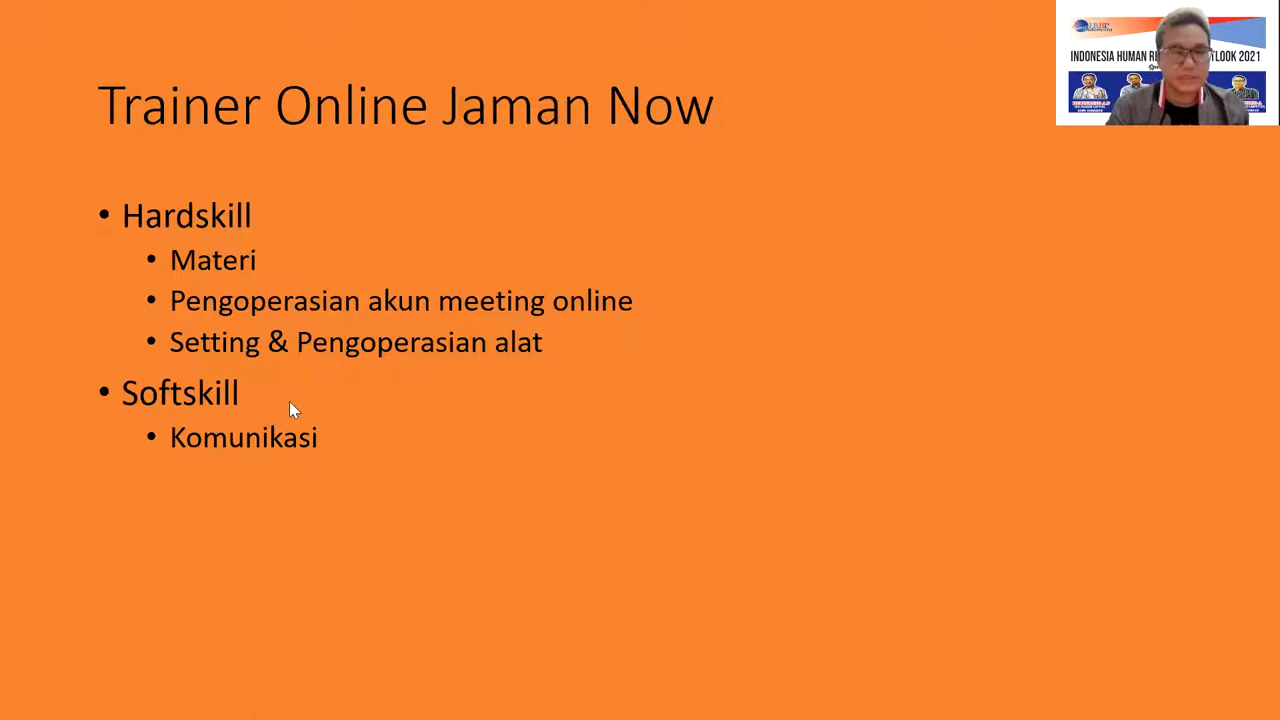 Trainer Online Jaman Now
• Hardskill
• Materi
• Pengoperasian akun meeting online
• Setting & Pengoperasian alat
• Softskill
• Komunikasi
Indonesia
INDONESIA HUMAN
TLOOK 2021